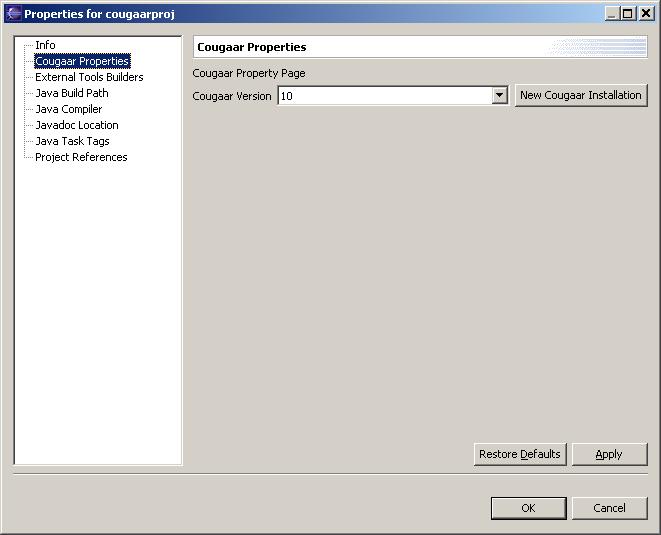 Properties for cougaarproj
Info
Cougaar Properties
External Tools Builders
Java Build Path
Java Compiler
Javadoc Location
Java Task Tags
Project References
Cougaar Properties
Cougaar Property Page
Cougaar Version 10 New Cougaar Installation
Restore Defaults Apply
OK Cancel